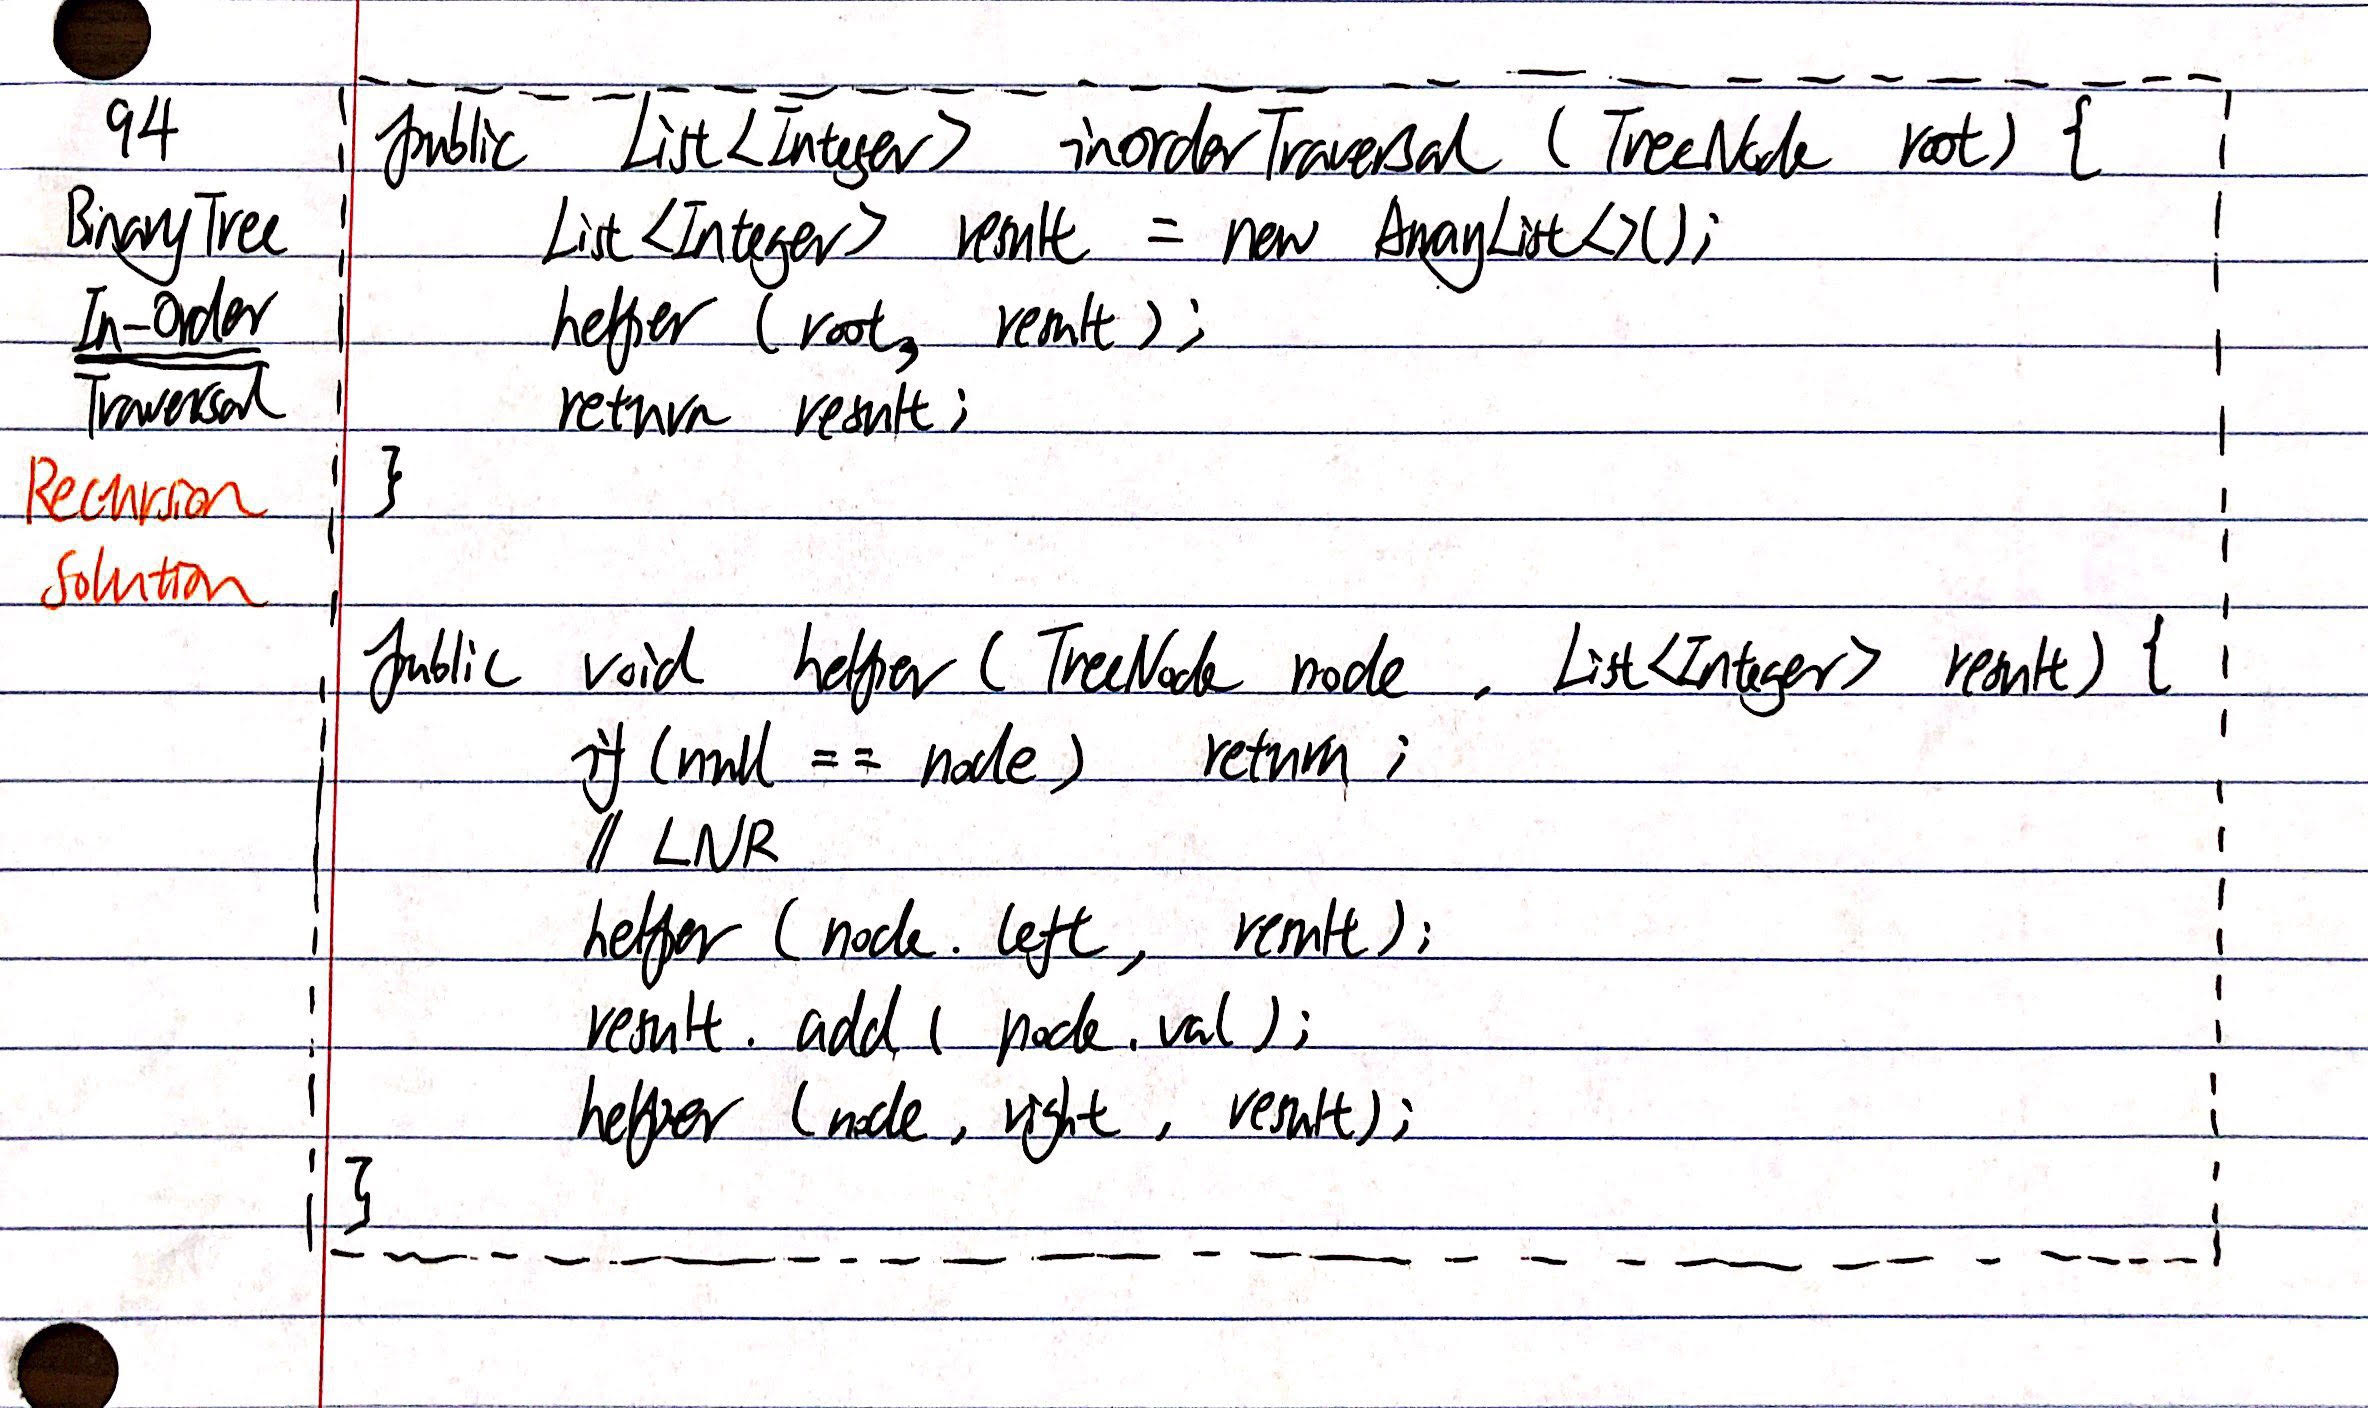 94
Binary Tree
In-Order
Traversal
Recursion
Solution
public List<Integer> inorderTraversal (TreeNode root) {
List<Integer> result = new ArrayList<>();
helper (root, result);
return result;
}
public void helper (TreeNode node , List<Integer> result) {
if (null == node) return ;
// LNR
helper (node. left, result);
result. add ( node. val );
helper (node , right , result);
}